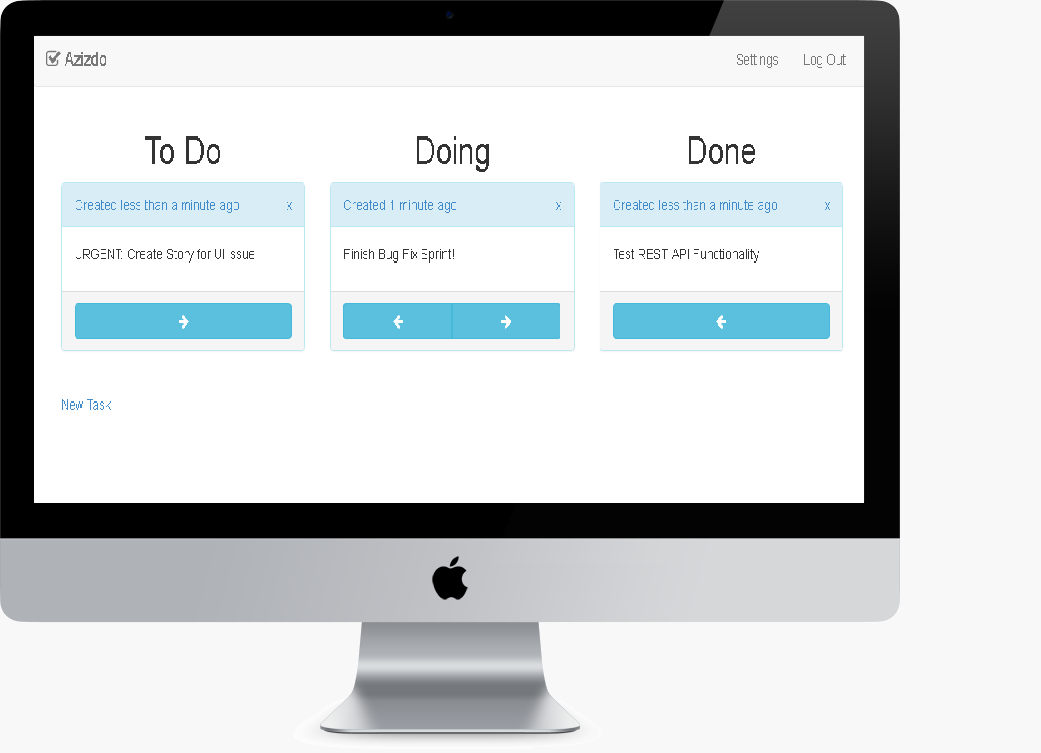 Azizdo
Settings
Log Out
To Do
Doing
Done
Created less than a minute ago x
Created 1 minute ago x
Created less than a minute ago x
URGENT: Create Story for UI Issue
Finish Bug Fix Sprint!
Test REST API Functionality
New Task